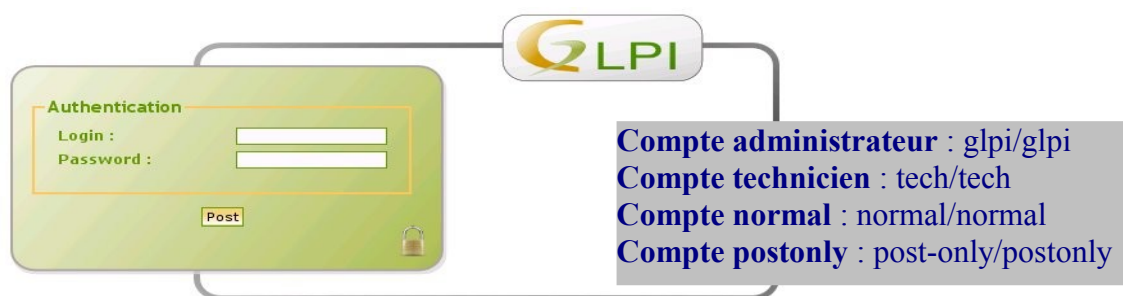 GLPI
Authentication
Login :
Password :
Post
Compte administrateur : glpi/glpi
Compte technicien : tech/tech
Compte normal : normal/normal
Compte postonly : post-only/postonly